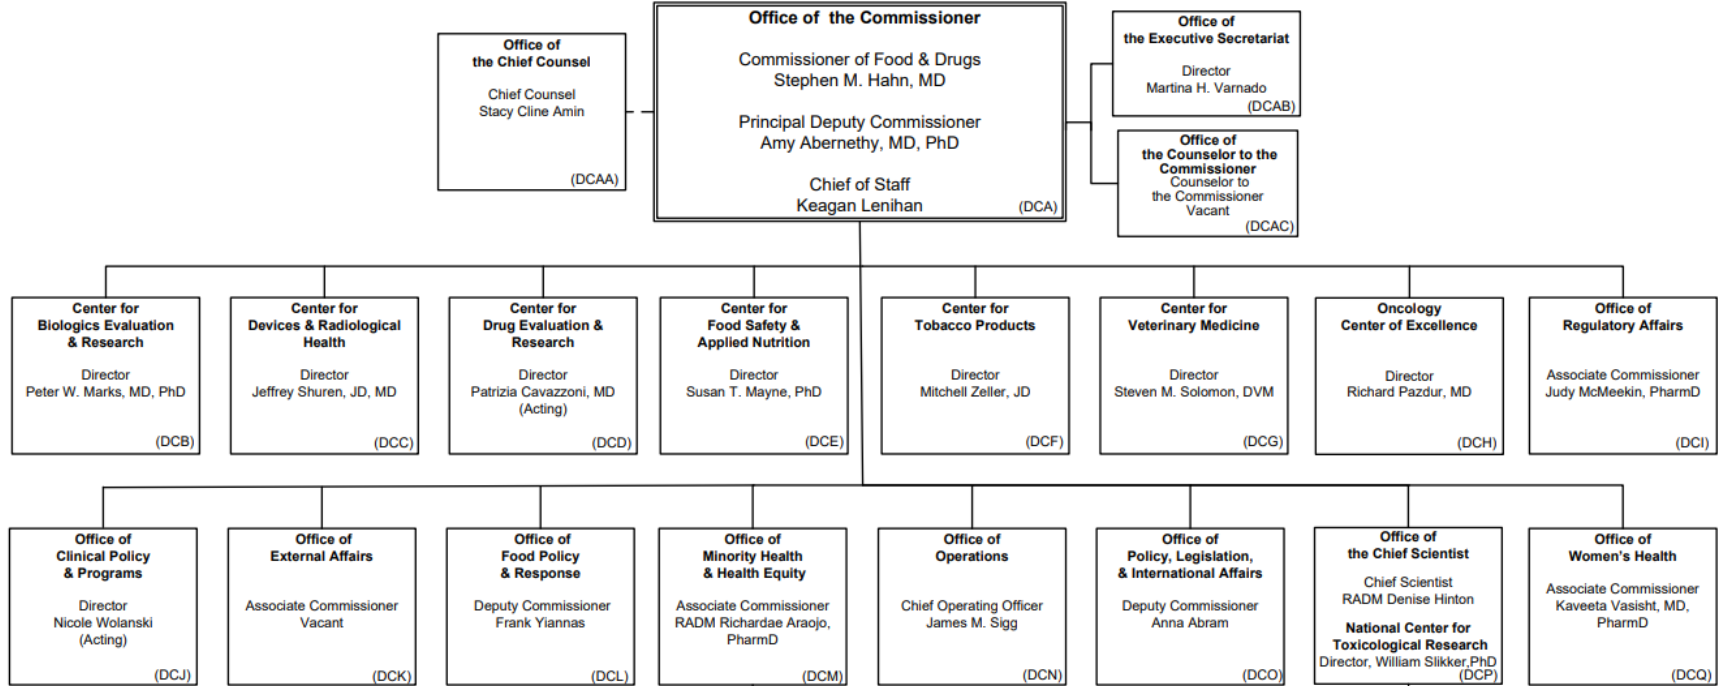 Office of the Commissioner
Commissioner of Food & Drugs
Stephen M. Hahn, MD
Principal Deputy Commissioner
Amy Abernethy, MD, PhD
Chief of Staff
Keagan Lenihan
(DCA)
Office of
the Chief Counsel
Chief Counsel
Stacy Cline Amin
(DCAA)
Office of
the Executive Secretariat
Director
Martina H. Varnado
(DCAB)
Office of
the Counselor to the
Commissioner
Counselor to
the Commissioner
Vacant
(DCAC)
Center for
Biologics Evaluation
& Research
Director
Peter W. Marks, MD, PhD
(DCB)
Center for
Devices & Radiological
Health
Director
Jeffrey Shuren, JD, MD
(DCC)
Center for
Drug Evaluation &
Research
Director
Patrizia Cavazzoni, MD
(Acting)
(DCD)
Center for
Food Safety &
Applied Nutrition
Director
Susan T. Mayne, PhD
(DCE)
Center for
Tobacco Products
Director
Mitchell Zeller, JD
(DCF)
Center for
Veterinary Medicine
Director
Steven M. Solomon, DVM
(DCG)
Oncology
Center of Excellence
Director
Richard Pazdur, MD
(DCH)
Office of
Regulatory Affairs
Associate Commissioner
Judy McMeekin, PharmD
(DCI)
Office of
Clinical Policy
& Programs
Director
Nicole Wolanski
(Acting)
(DCJ)
Office of
External Affairs
Associate Commissioner
Vacant
(DCK)
Office of
Food Policy
& Response
Deputy Commissioner
Frank Yiannas
(DCL)
Office of
Minority Health
& Health Equity
Associate Commissioner
RADM Richardae Araojo,
PharmD
(DCM)
Office of
Operations
Chief Operating Officer
James M. Sigg
(DCN)
Office of
Policy, Legislation,
& International Affairs
Deputy Commissioner
Anna Abram
(DCO)
Office of
the Chief Scientist
Chief Scientist
RADM Denise Hinton
National Center for
Toxicological Research
Director, William Slikker,PhD
(DCP)
Office of
Women's Health
Associate Commissioner
Kaveeta Vasisht, MD,
PharmD
(DCQ)